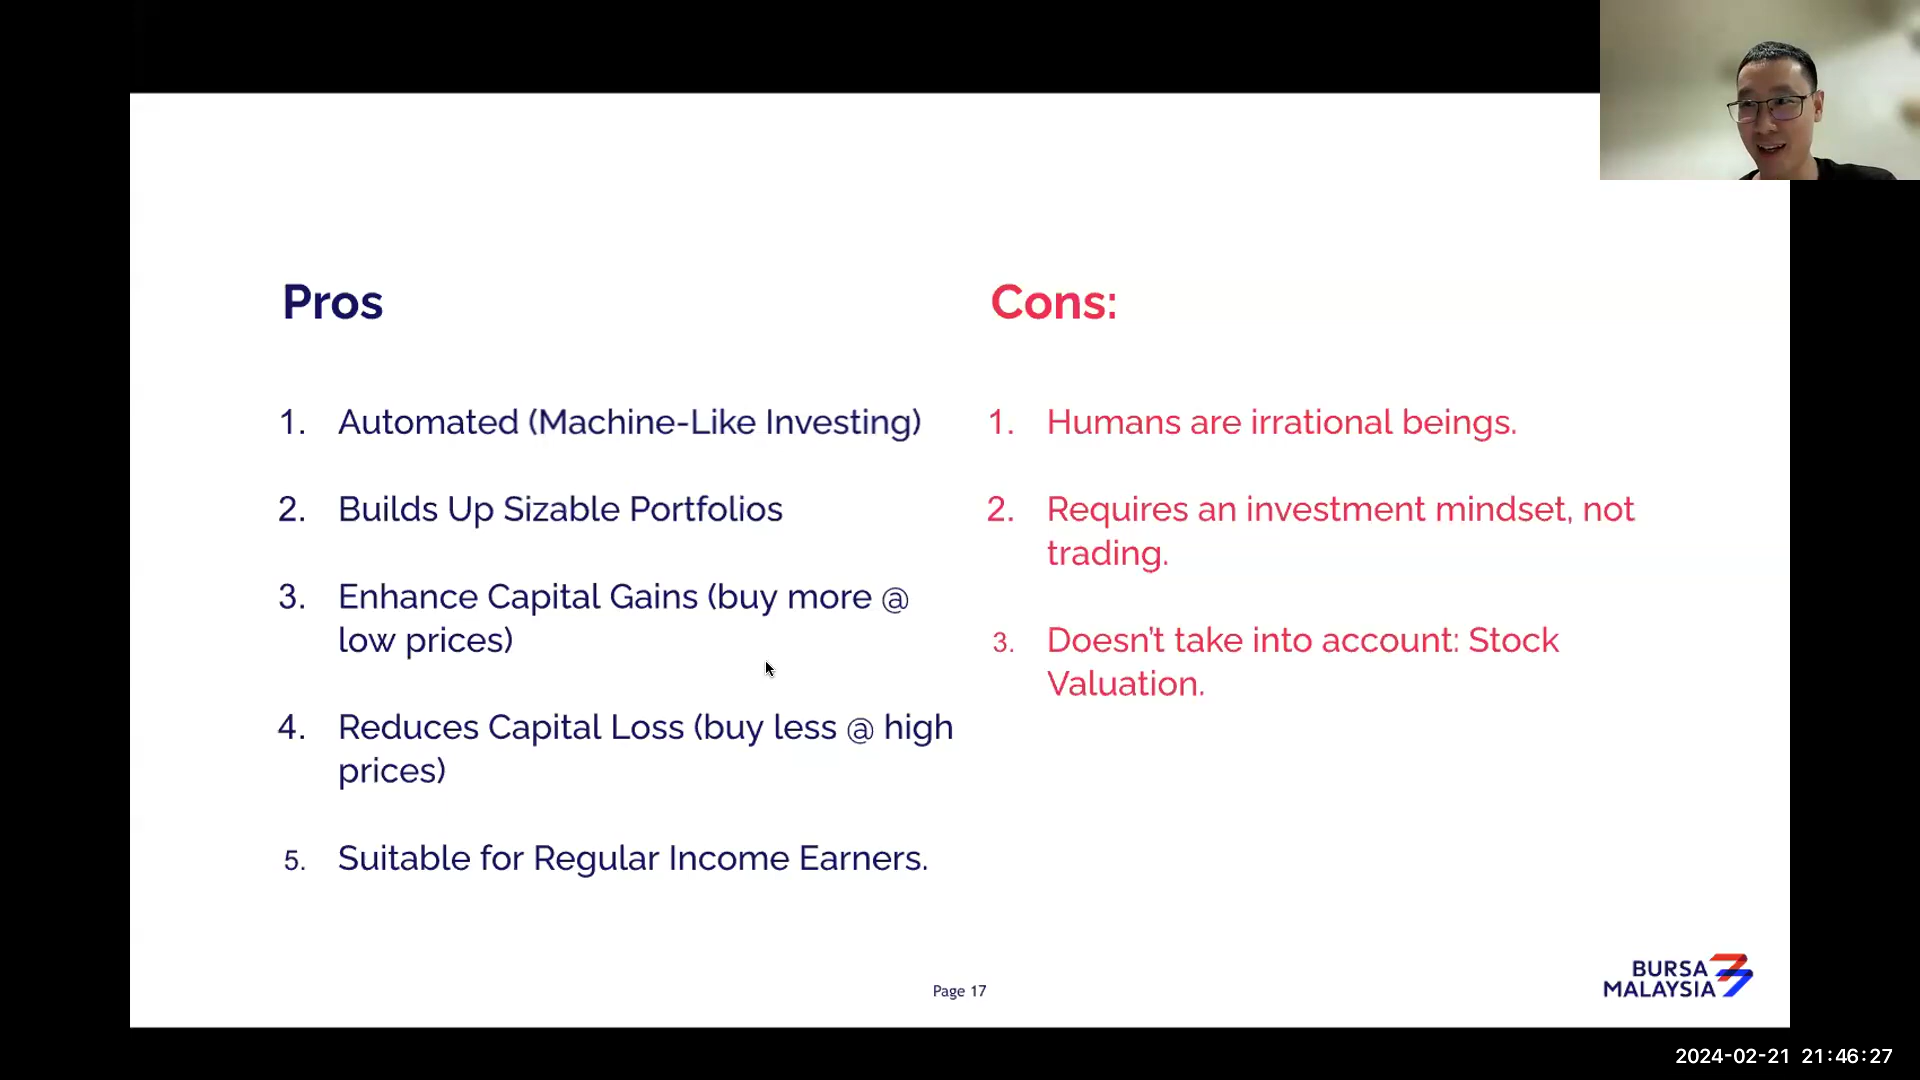 Pros
1. Automated (Machine-Like Investing)
2. Builds Up Sizable Portfolios
3. Enhance Capital Gains (buy more @
low prices)
4. Reduces Capital Loss (buy less @ high
prices)
5. Suitable for Regular Income Earners.
Cons:
1. Humans are irrational beings.
2. Requires an investment mindset, not
trading.
3. Doesn't take into account: Stock
Valuation.
Page 17
BURSA
MALAYSIA
2024-02-21 21:46:27